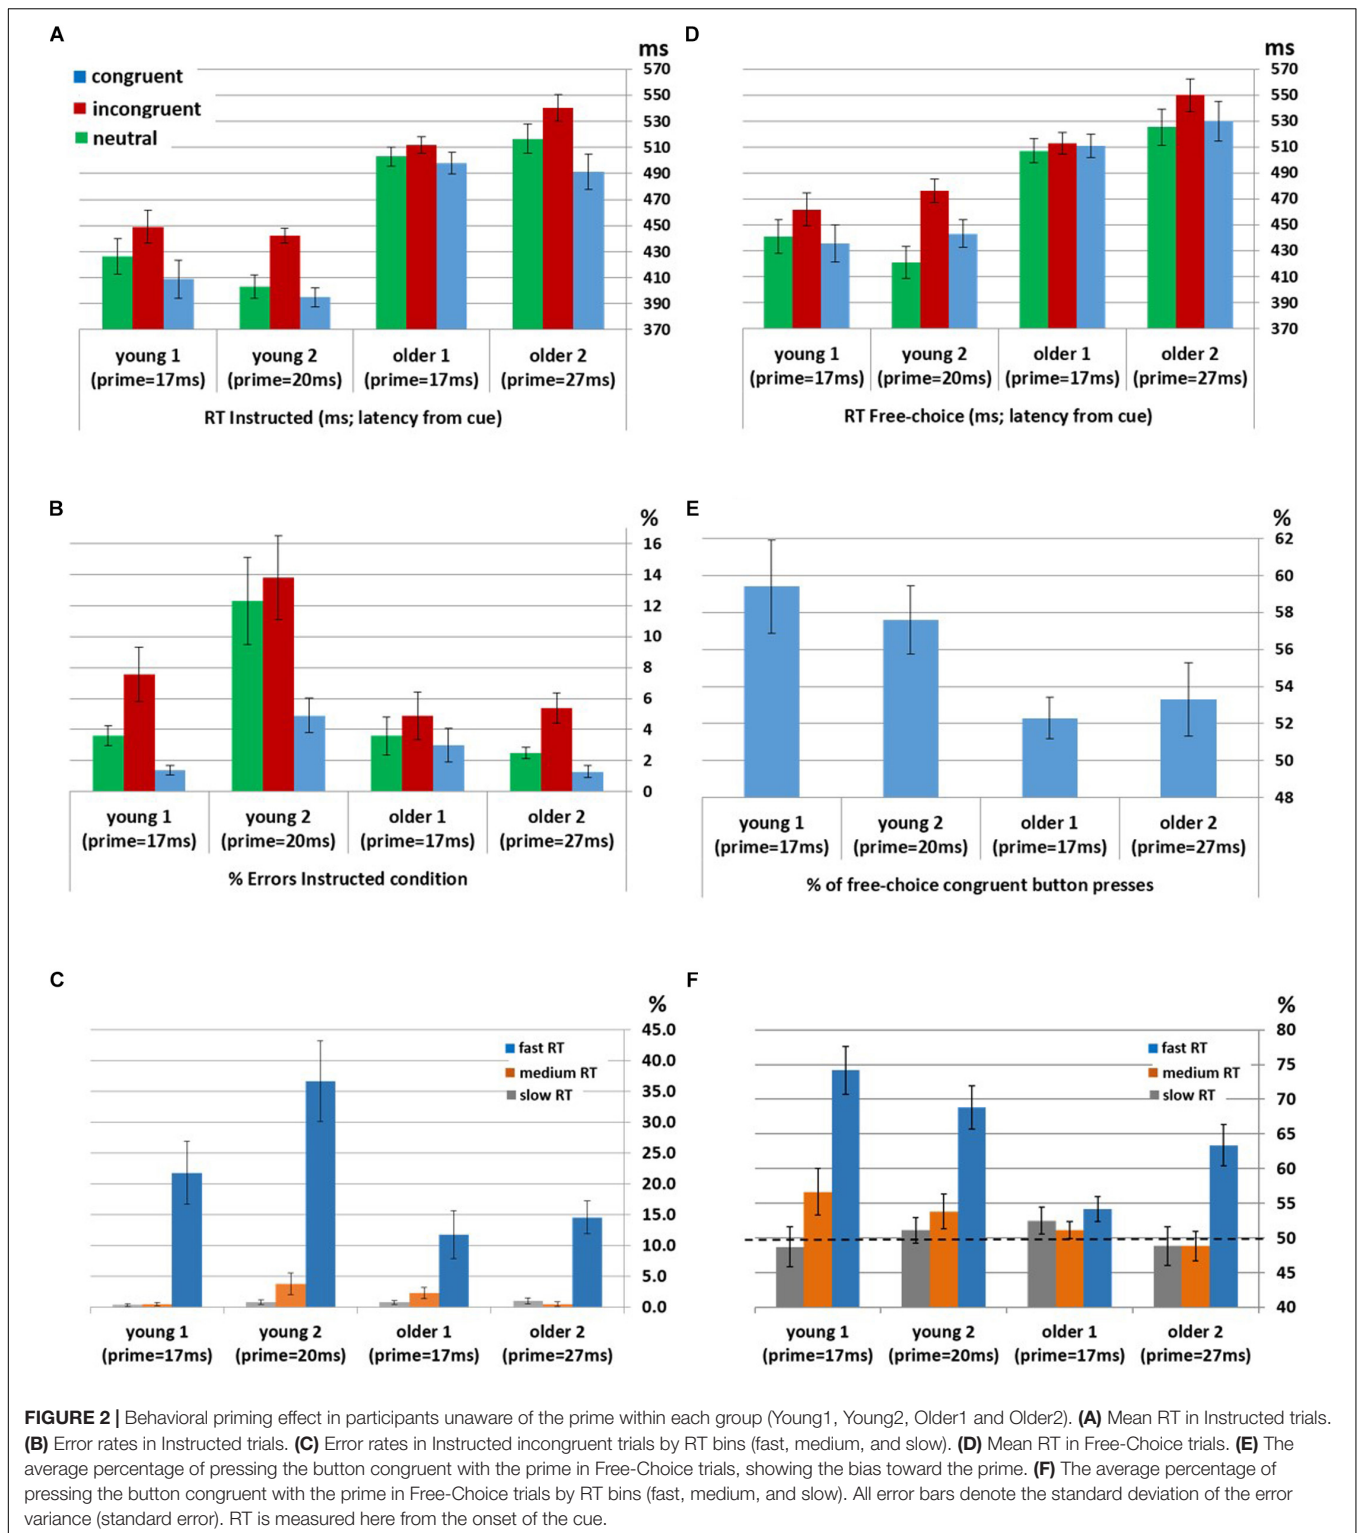 A
ms
congruent
incongruent
neutral
570
550
530
510
490
470
450
430
410
390
370
young 1
(prime=17ms)
young 2
(prime=20ms)
older 1
(prime=17ms)
older 2
(prime=27ms)
RT Instructed (ms; latency from cue)
D
ms
570
550
530
510
490
470
450
430
410
390
370
young 1
(prime=17ms)
young 2
(prime=20ms)
older 1
(prime=17ms)
older 2
(prime=27ms)
RT Free-choice (ms; latency from cue)
B
%
16
14
12
10
8
6
4
2
0
young 1
(prime=17ms)
young 2
(prime=20ms)
older 1
(prime=17ms)
older 2
(prime=27ms)
% Errors Instructed condition
E
%
62
60
58
56
54
52
50
48
young 1
(prime=17ms)
young 2
(prime=20ms)
older 1
(prime=17ms)
older 2
(prime=27ms)
% of free-choice congruent button presses
C
%
45.0
40.0
35.0
30.0
25.0
20.0
15.0
10.0
5.0
0.0
fast RT
medium RT
slow RT
young 1
(prime=17ms)
young 2
(prime=20ms)
older 1
(prime=17ms)
older 2
(prime=27ms)
F
%
80
75
70
65
60
55
50
45
40
fast RT
medium RT
slow RT
young 1
(prime=17ms)
young 2
(prime=20ms)
older 1
(prime=17ms)
older 2
(prime=27ms)
FIGURE 2 | Behavioral priming effect in participants unaware of the prime within each group (Young1, Young2, Older1 and Older2). (A) Mean RT in Instructed trials.
(B) Error rates in Instructed trials. (C) Error rates in Instructed incongruent trials by RT bins (fast, medium, and slow). (D) Mean RT in Free-Choice trials. (E) The
average percentage of pressing the button congruent with the prime in Free-Choice trials, showing the bias toward the prime. (F) The average percentage of
pressing the button congruent with the prime in Free-Choice trials by RT bins (fast, medium, and slow). All error bars denote the standard deviation of the error
variance (standard error). RT is measured here from the onset of the cue.